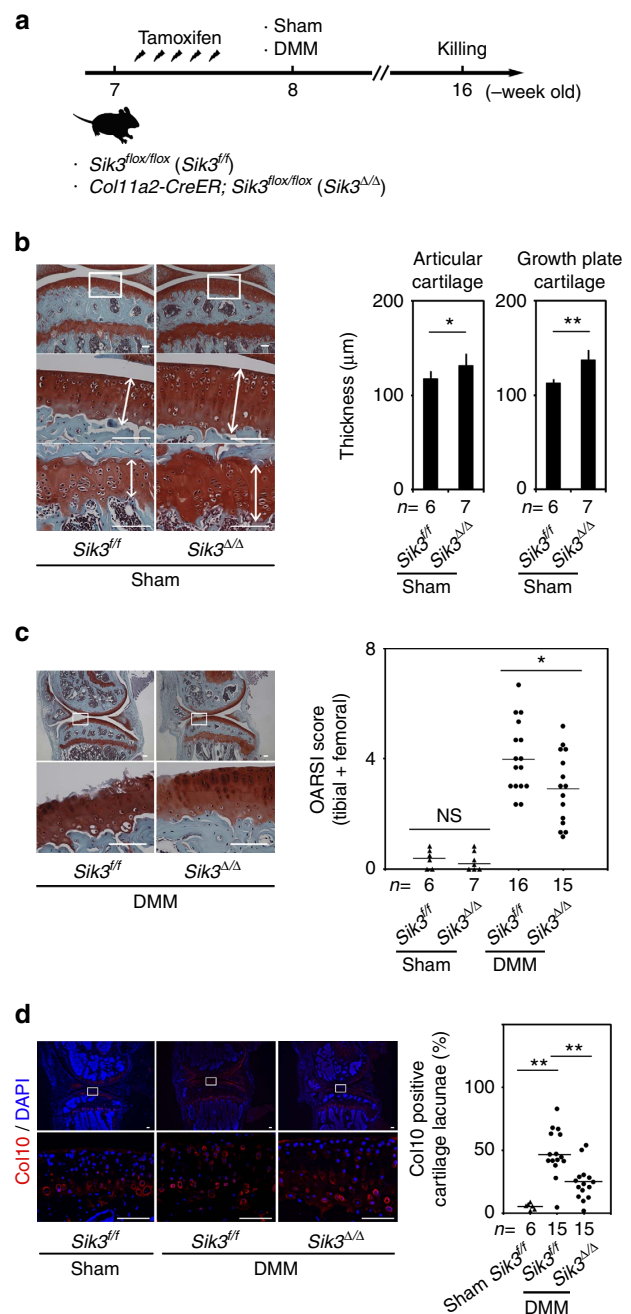 a
Tamoxifen
· Sham
· DMM
Killing
7
8
16
(–week old)
· Sik3flox/flox (Sik3f/f)
· Col11a2-CreER; Sik3flox/flox (Sik3Δ/Δ)
b
Articular cartilage
Growth plate cartilage
200
200
*
**
Thickness (μm)
100
100
0
0
n= 6 7
n= 6 7
Sik3f/f
Sik3Δ/Δ
Sham
Sik3f/f
Sik3Δ/Δ
Sham
Sik3f/f
Sik3Δ/Δ
Sham
c
8
*
OARSI score
(tibial + femoral)
4
NS
0
n= 6 7 16 15
Sik3f/f
Sik3Δ/Δ
Sik3f/f
Sik3Δ/Δ
Sham
DMM
Sik3f/f
Sik3Δ/Δ
DMM
d
Col10 / DAPI
Sik3f/f
Sik3f/f
Sik3Δ/Δ
Sham
DMM
Col10 positive
cartilage lacunae (%)
** **
100
50
0
n= 6 15 15
Sham Sik3f/f
Sik3f/f
Sik3Δ/Δ
DMM